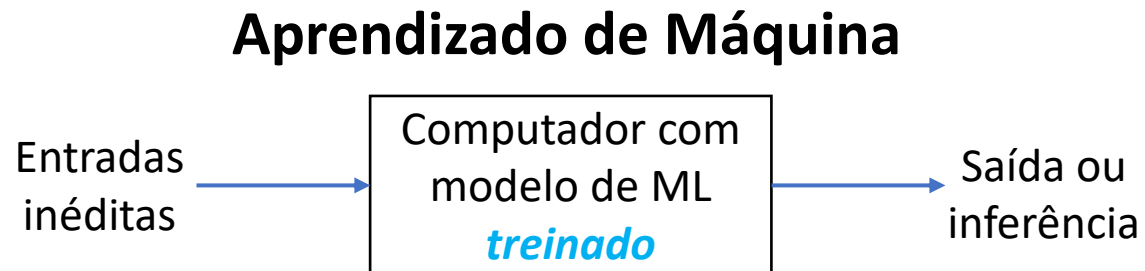 Aprendizado de Máquina
Entradas
inéditas
Computador com
modelo de ML
treinado
Saída ou
inferência